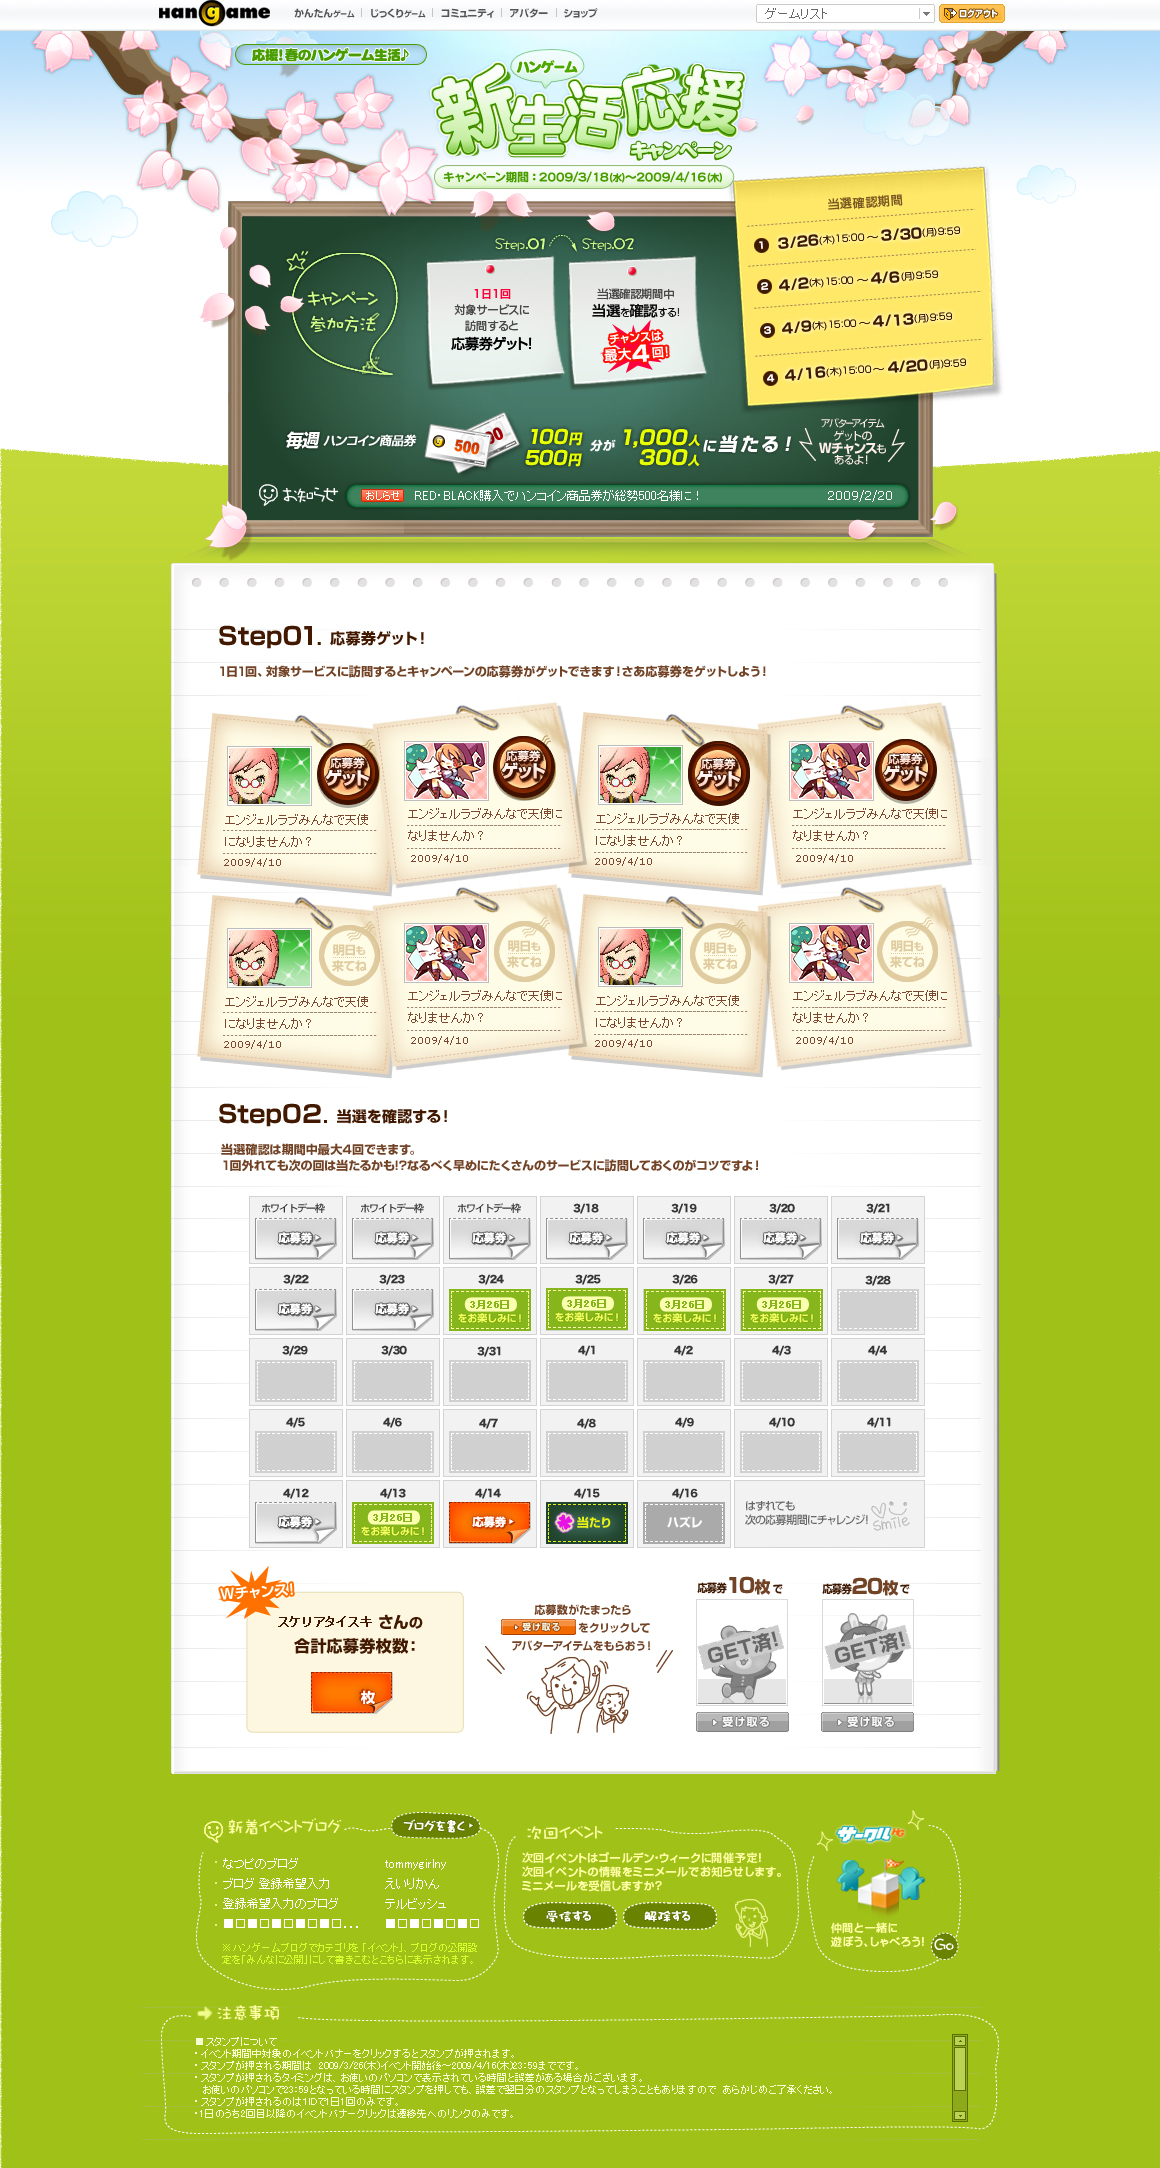 Hangame
かんたんゲーム じっくりゲーム コミュニティ アバター ショップ
ゲームリスト ログアウト
応援!春のハンゲーム生活♪
ハンゲーム
新生活応援
キャンペーン
キャンペーン期間:2009/3/18(水)～2009/4/16(木)
当選確認期間
1 3/26(木)15:00～3/30(月)9:59
2 4/2(木)15:00～4/6(月)9:59
3 4/9(木)15:00～4/13(月)9:59
4 4/16(木)15:00～4/20(月)9:59
キャンペーン
参加方法
Step.01 Step.02
1日1回
対象サービスに
訪問すると
応募券ゲット!
当選確認期間中
当選を確認する!
チャンスは
最大4回!
毎週 ハンコイン商品券
500
100円 500円 分が 1,000人 300人 に当たる!
アバターアイテム
ゲットの
Wチャンスも
あるよ!
お知らせ おしらせ RED・BLACK購入でハンコイン商品券が総勢500名様に! 2009/2/20
Step01. 応募券ゲット!
1日1回、対象サービスに訪問するとキャンペーンの応募券がゲットできます!さあ応募券をゲットしよう!
応募券ゲット 応募券ゲット 応募券ゲット 応募券ゲット
エンジェルラブみんなで天使 エンジェルラブみんなで天使に エンジェルラブみんなで天使 エンジェルラブみんなで天使に
になりませんか? なりませんか? になりませんか? なりませんか?
2009/4/10 2009/4/10 2009/4/10 2009/4/10
明日も来てね 明日も来てね 明日も来てね 明日も来てね
エンジェルラブみんなで天使 エンジェルラブみんなで天使に エンジェルラブみんなで天使 エンジェルラブみんなで天使に
になりませんか? なりませんか? になりませんか? なりませんか?
2009/4/10 2009/4/10 2009/4/10 2009/4/10
Step02. 当選を確認する!
当選確認は期間中最大4回できます。
1回外れても次の回は当たるかも!?なるべく早めにたくさんのサービスに訪問しておくのがコツですよ!
ホワイトデー枠 ホワイトデー枠 ホワイトデー枠 3/18 3/19 3/20 3/21
応募券 応募券 応募券 応募券 応募券 応募券 応募券
3/22 3/23 3/24 3/25 3/26 3/27 3/28
応募券 応募券 3月26日 3月26日 3月26日 3月26日
をお楽しみに! をお楽しみに! をお楽しみに! をお楽しみに!
3/29 3/30 3/31 4/1 4/2 4/3 4/4
4/5 4/6 4/7 4/8 4/9 4/10 4/11
4/12 4/13 4/14 4/15 4/16
応募券 3月26日 をお楽しみに! 応募券 当たり ハズレ
はずれても
次の応募期間にチャレンジ!
smile
Wチャンス!
スケリアタイスキ さんの
合計応募券枚数:
枚
応募数がたまったら
受け取る をクリックして
アバターアイテムをもらおう!
応募券10枚で 応募券20枚で
GET済! GET済!
受け取る 受け取る
新着イベントブログ ブログを書く
・なつピのブログ tommygirlny
・ブログ 登録希望入力 えいりかん
・登録希望入力のブログ テルビッシュ
・■□■□■□■□■□... ■□■□■□■□
※ハンゲームブログでカテゴリを「イベント」、ブログの公開設
定を「みんなに公開」にして書きこむとこちらに表示されます。
次回イベント
次回イベントはゴールデン・ウィークに開催予定!
次回イベントの情報をミニメールでお知らせします。
ミニメールを受信しますか?
受信する 解除する
サークル
仲間と一緒に
遊ぼう、しゃべろう!
Go
注意事項
■スタンプについて
・イベント期間中対象のイベントバナーをクリックするとスタンプが押されます。
・スタンプが押される期間は 2009/3/26(木)イベント開始後～2009/4/16(木)23:59までです。
・スタンプが押されるタイミングは、お使いのパソコンで表示されている時間と誤差がある場合がございます。
お使いのパソコンで23:59となっている時間にスタンプを押しても、誤差で翌日分のスタンプとなってしまうこともありますので あらかじめご了承ください。
・スタンプが押されるのは1IDで1日1回のみです。
・1日のうち2回目以降のイベントバナークリックは遷移先へのリンクのみです。